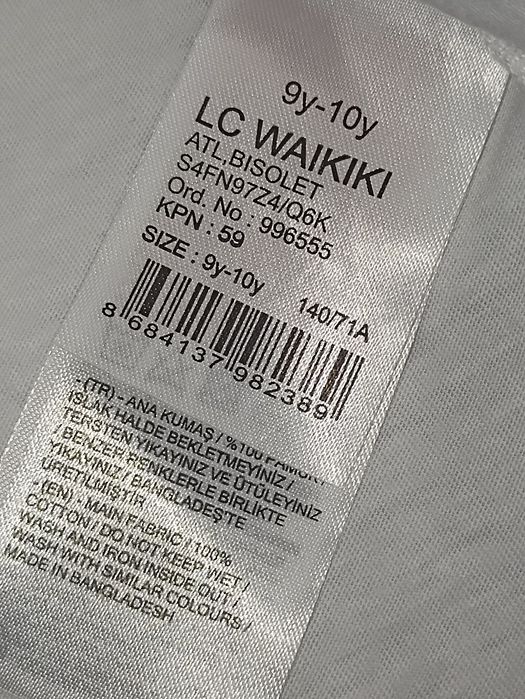 9y-10y
LC WAIKIKI
ATL,BISOLET
S4FN97Z4/Q6K
Ord. No : 996555
KPN : 59
SIZE : 9y-10y
140/71A
8 684137 982389
- (TR) - ANA KUMAŞ / %100 PAMUK /
ISLAK HALDE BEKLETMEYİNİZ /
TERSTEN YIKAYINIZ VE ÜTÜLEYİNİZ
/ BENZER RENKLERLE BİRLİKTE
YIKAYINIZ / BANGLADEŞTE
ÜRETİLMİŞTİR
- (EN) - MAIN FABRIC / 100%
COTTON / DO NOT KEEP WET /
WASH AND IRON INSIDE OUT /
WASH WITH SIMILAR COLOURS /
MADE IN BANGLADESH